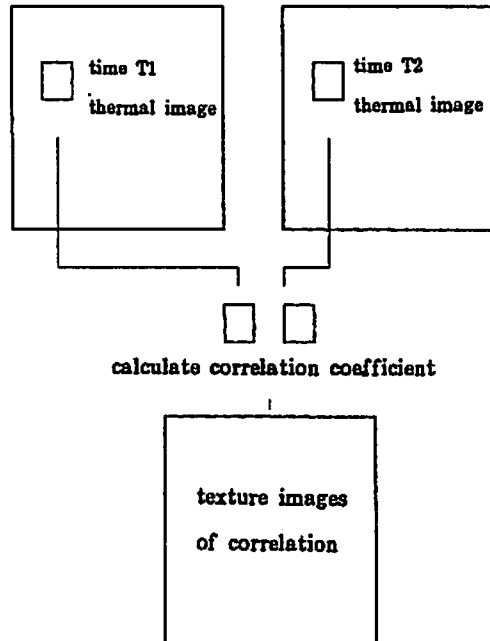 time T1
thermal image
time T2
thermal image
calculate correlation coefficient
texture images
of correlation